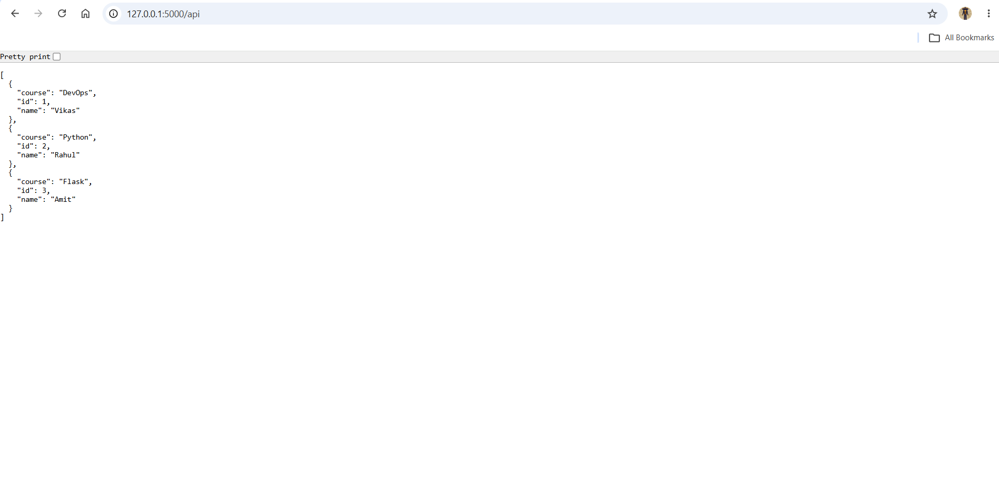 127.0.0.1:5000/api
All Bookmarks
Pretty print
[
  {
    "course": "DevOps",
    "id": 1,
    "name": "Vikas"
  },
  {
    "course": "Python",
    "id": 2,
    "name": "Rahul"
  },
  {
    "course": "Flask",
    "id": 3,
    "name": "Amit"
  }
]